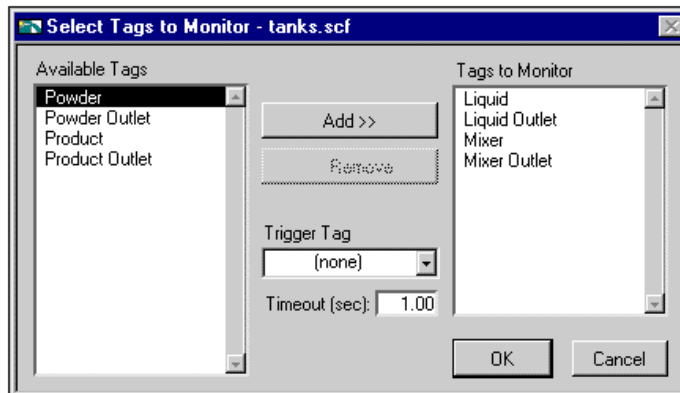 Select Tags to Monitor - tanks.scf
Available Tags
Powder
Powder Outlet
Product
Product Outlet
Add >>
Remove
Trigger Tag
(none)
Timeout (sec): 1.00
Tags to Monitor
Liquid
Liquid Outlet
Mixer
Mixer Outlet
OK
Cancel